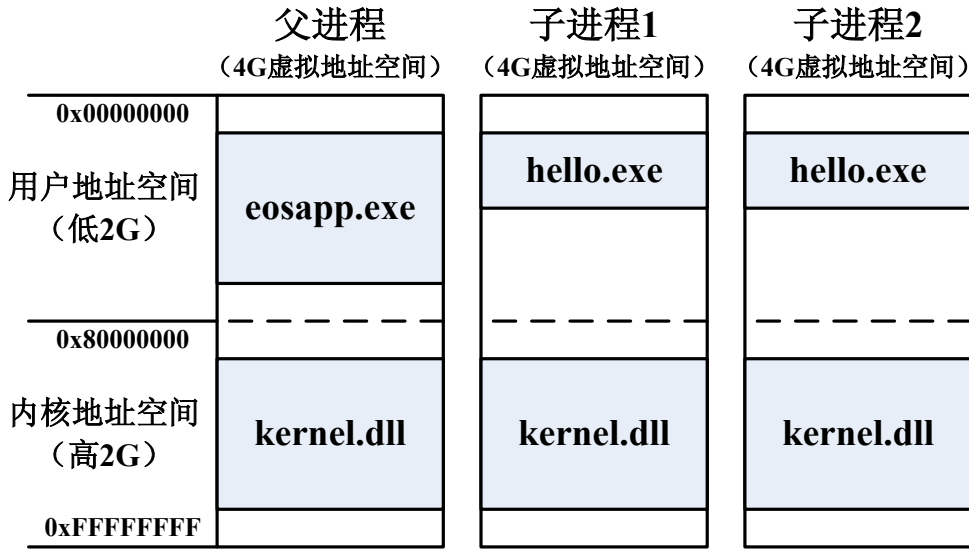 父进程
（4G虚拟地址空间）
子进程1
（4G虚拟地址空间）
子进程2
（4G虚拟地址空间）
0x00000000
用户地址空间
（低2G）
eosapp.exe
hello.exe
hello.exe
0x80000000
内核地址空间
（高2G）
kernel.dll
kernel.dll
kernel.dll
0xFFFFFFFF